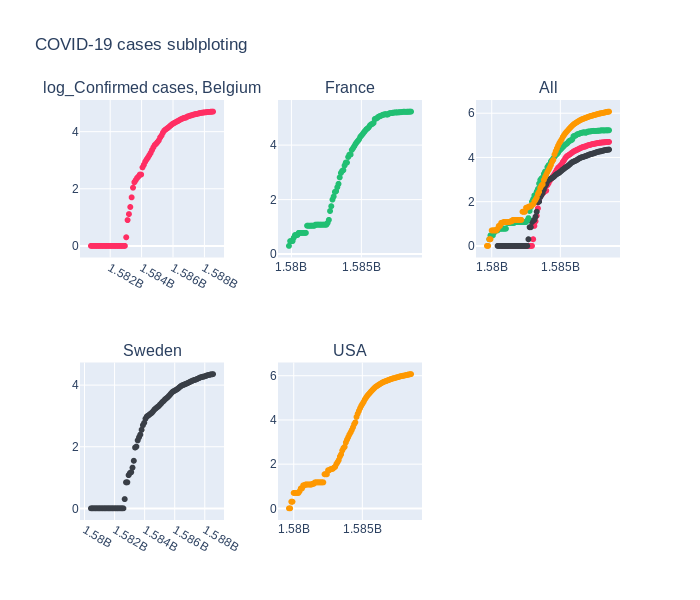 COVID-19 cases sublploting
log_Confirmed cases, Belgium
France
All
4
2
0
1.582B
1.584B
1.586B
1.588B
4
2
0
1.58B
1.585B
6
4
2
0
1.58B
1.585B
Sweden
USA
4
2
0
1.58B
1.582B
1.584B
1.586B
1.588B
6
4
2
0
1.58B
1.585B